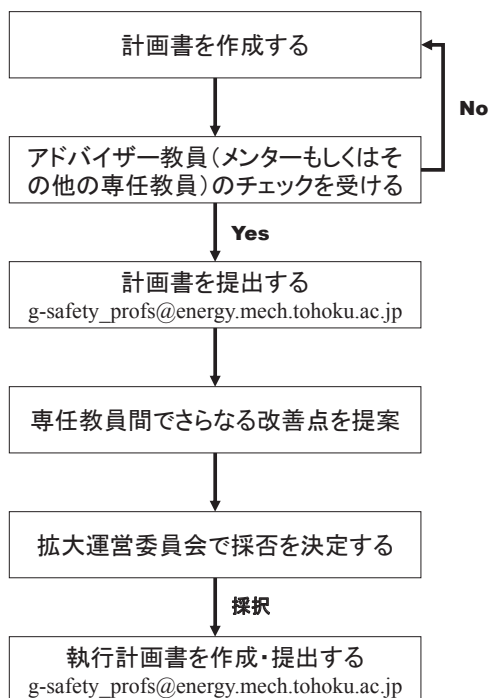 計画書を作成する
No
アドバイザー教員（メンターもしくはそ
の他の専任教員）のチェックを受ける
Yes
計画書を提出する
g-safety_profs@energy.mech.tohoku.ac.jp
専任教員間でさらなる改善点を提案
拡大運営委員会で採否を決定する
採択
執行計画書を作成・提出する
g-safety_profs@energy.mech.tohoku.ac.jp